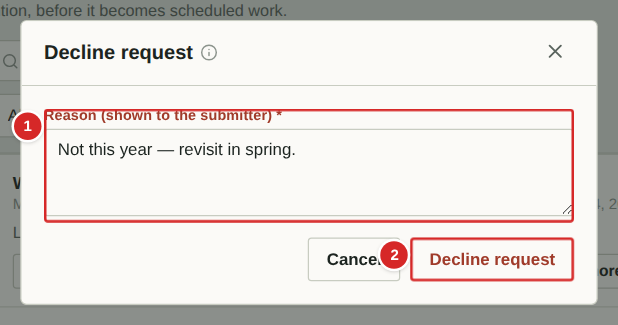 tion, before it becomes scheduled work.
Decline request
Reason (shown to the submitter) *
1
Not this year — revisit in spring.
Cancel
2
Decline request